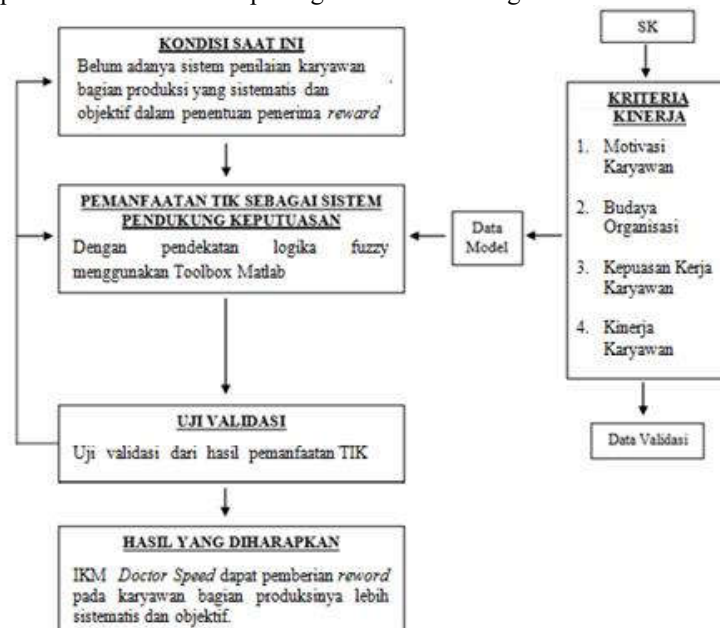 KONDISI SAAT INI
Belum adanya sistem penilaian karyawan
bagian produksi yang sistematis dan
objektif dalam penentuan penerima reward
PEMANFAATAN TIK SEBAGAI SISTEM
PENDUKUNG KEPUTUASAN
Dengan pendekatan logika fuzzy
menggunakan Toolbox Matlab
UJI VALIDASI
Uji validasi dari hasil pemanfaatan TIK
HASIL YANG DIHARAPKAN
IKM Doctor Speed dapat pemberian reword
pada karyawan bagian produksinya lebih
sistematis dan objektif.
SK
KRITERIA
KINERJA
1. Motivasi
Karyawan
2. Budaya
Organisasi
3. Kepuasan Kerja
Karyawan
4. Kinerja
Karyawan
Data
Model
Data Validasi